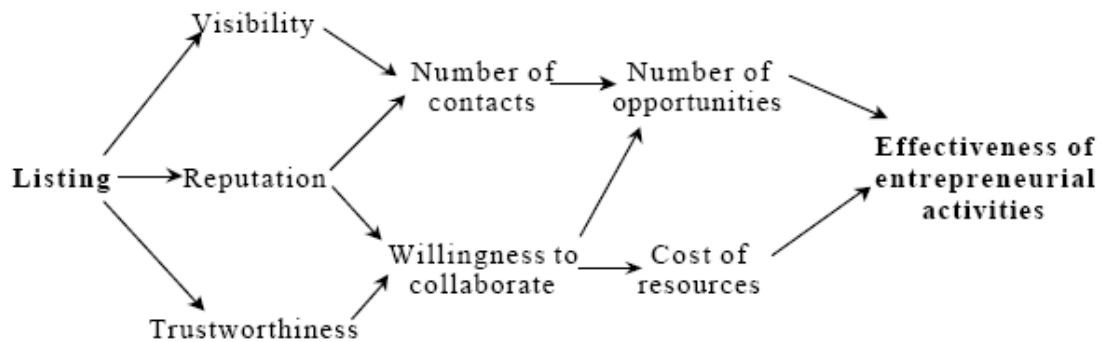 Visibility
Number of
contacts
Number of
opportunities
Listing
Reputation
Effectiveness of
entrepreneurial
activities
Willingness to
collaborate
Cost of
resources
Trustworthiness